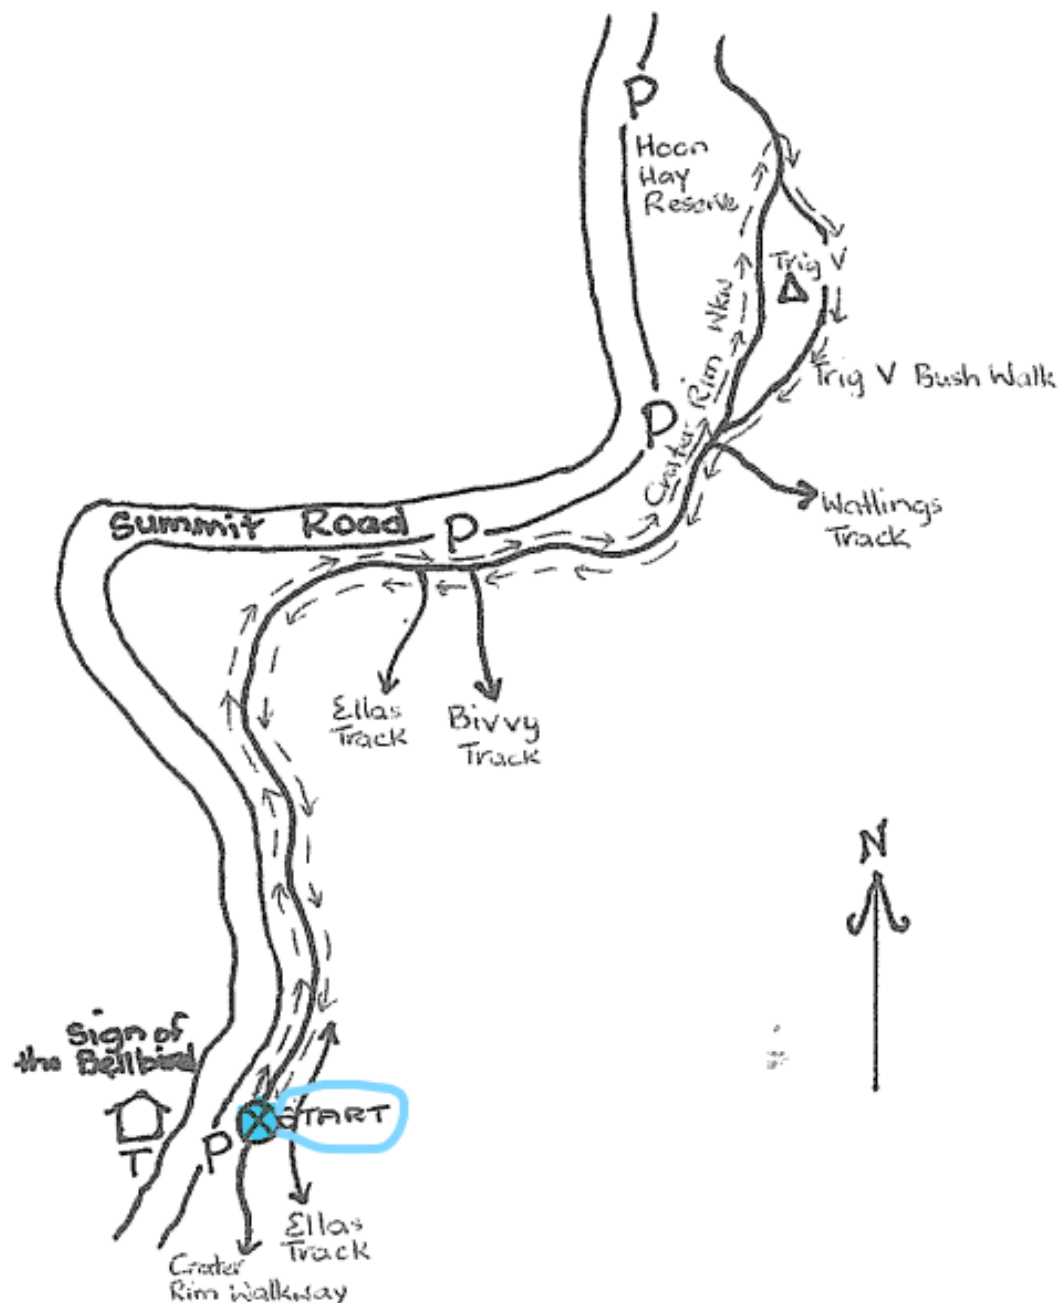 P
Hoon
Hay
Reserve
Trig V
Crater Rim Wkw
Trig V Bush Walk
P
Watlings
Track
Summit Road
P
Ellas
Track
Bivvy
Track
N
Sign of
the Bellbird
START
T
P
Ellas
Track
Crater
Rim Walkway